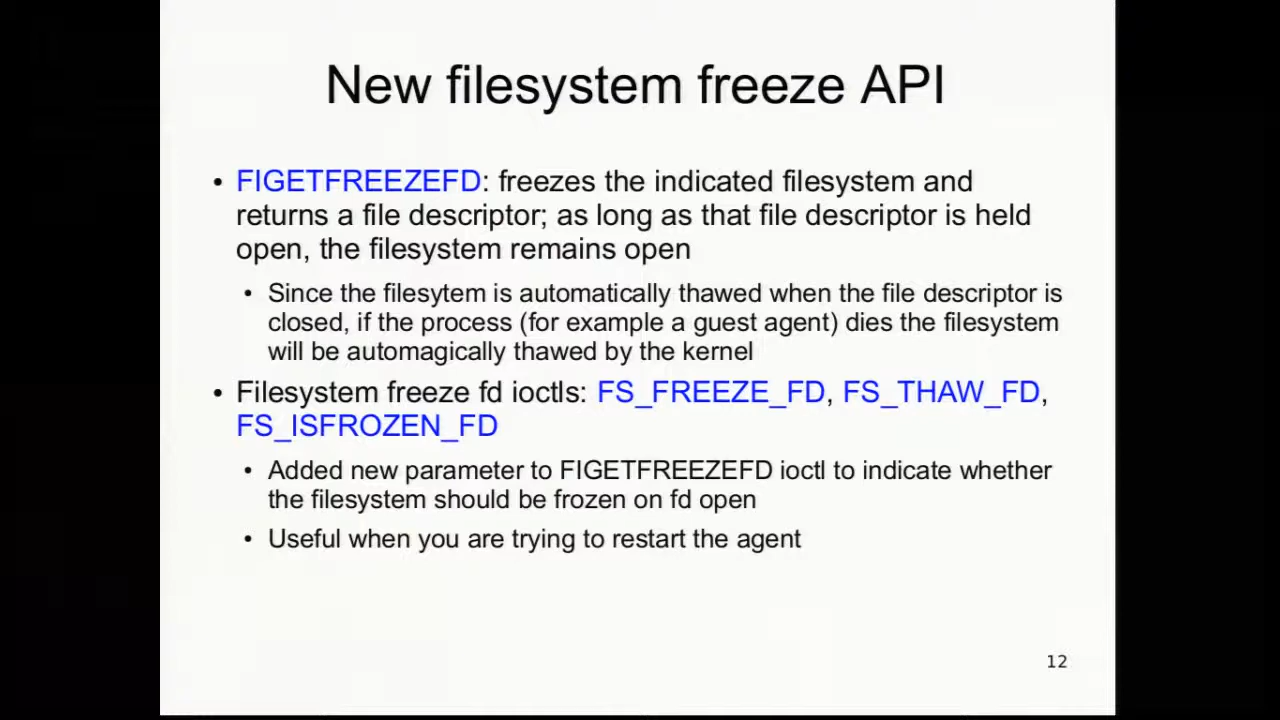 New filesystem freeze API
• FIGETFREEZEFD: freezes the indicated filesystem and
returns a file descriptor; as long as that file descriptor is held
open, the filesystem remains open
• Since the filesytem is automatically thawed when the file descriptor is
closed, if the process (for example a guest agent) dies the filesystem
will be automagically thawed by the kernel
• Filesystem freeze fd ioctls: FS_FREEZE_FD, FS_THAW_FD,
FS_ISFROZEN_FD
• Added new parameter to FIGETFREEZEFD ioctl to indicate whether
the filesystem should be frozen on fd open
• Useful when you are trying to restart the agent
12